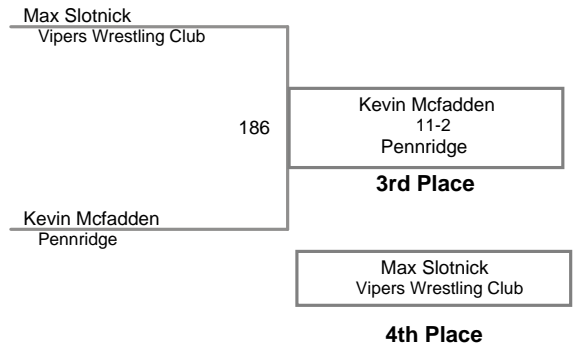 Max Slotnick
Vipers Wrestling Club
186
Kevin Mcfadden
11-2
Pennridge
3rd Place
Kevin Mcfadden
Pennridge
Max Slotnick
Vipers Wrestling Club
4th Place